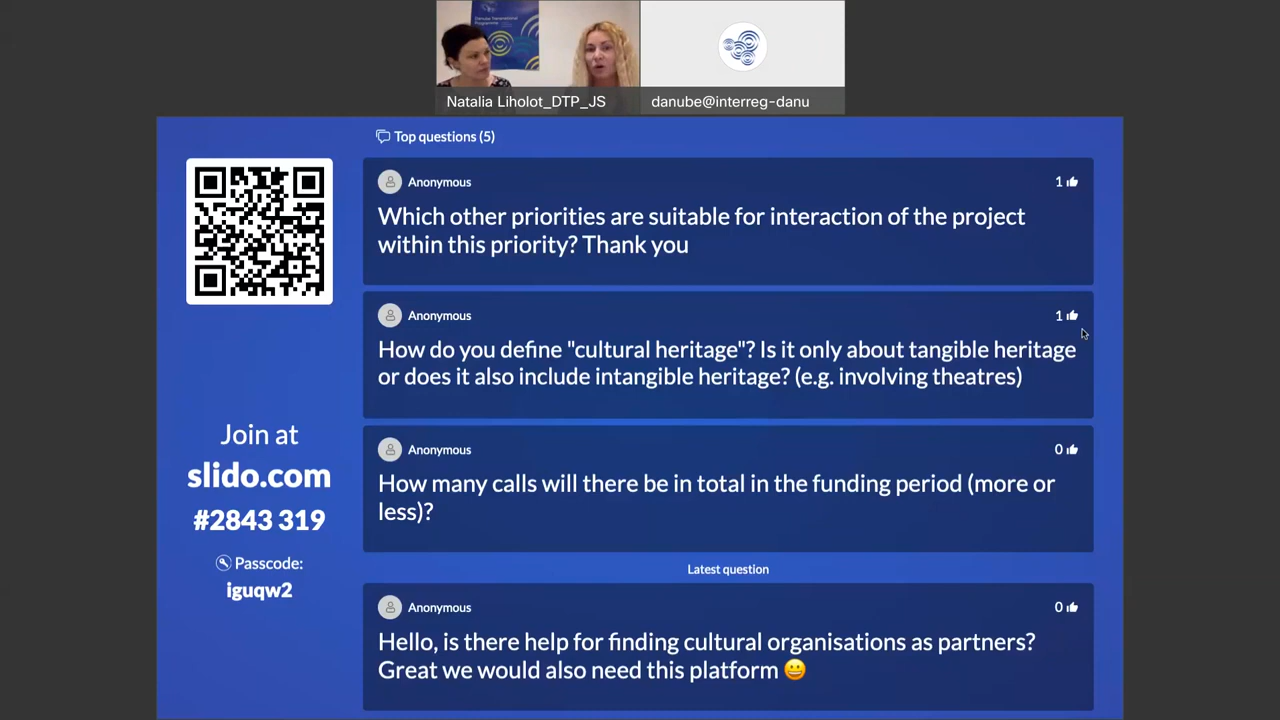 Danube Transnational
Programme
Natalia Liholot_DTP_JS
danube@interreg-danu
Top questions (5)
Anonymous
1
Which other priorities are suitable for interaction of the project
within this priority? Thank you
Anonymous
1
How do you define "cultural heritage"? Is it only about tangible heritage
or does it also include intangible heritage? (e.g. involving theatres)
Join at
slido.com
#2843 319
Passcode:
iguqw2
Anonymous
0
How many calls will there be in total in the funding period (more or
less)?
Latest question
Anonymous
0
Hello, is there help for finding cultural organisations as partners?
Great we would also need this platform 😀